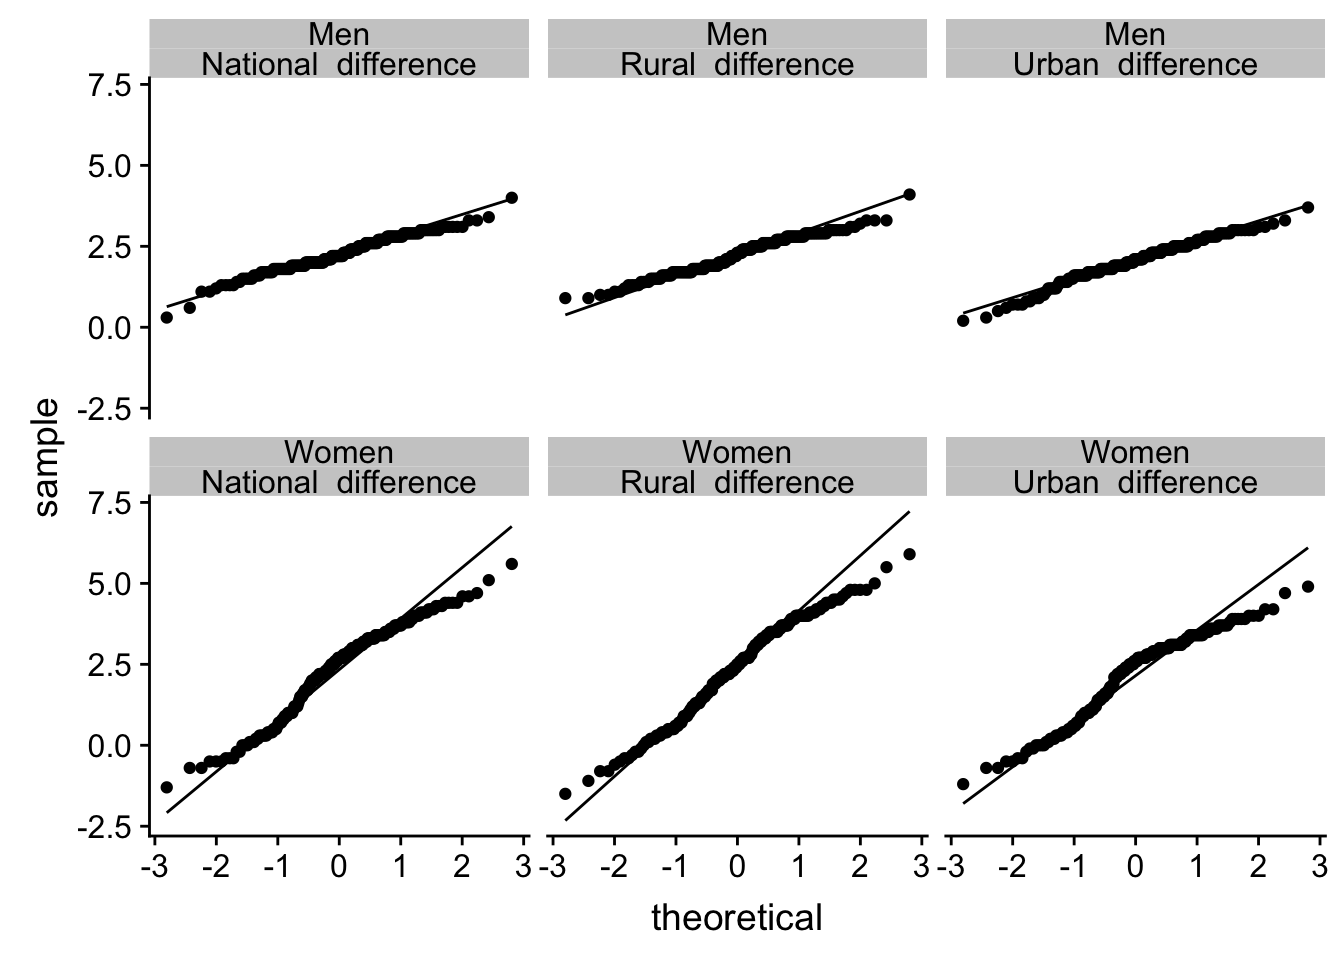 Men
National difference
Men
Rural difference
Men
Urban difference
7.5
5.0
2.5
0.0
-2.5
sample
Women
National difference
Women
Rural difference
Women
Urban difference
7.5
5.0
2.5
0.0
-2.5
-3 -2 -1 0 1 2 3
-3 -2 -1 0 1 2 3
-3 -2 -1 0 1 2 3
theoretical